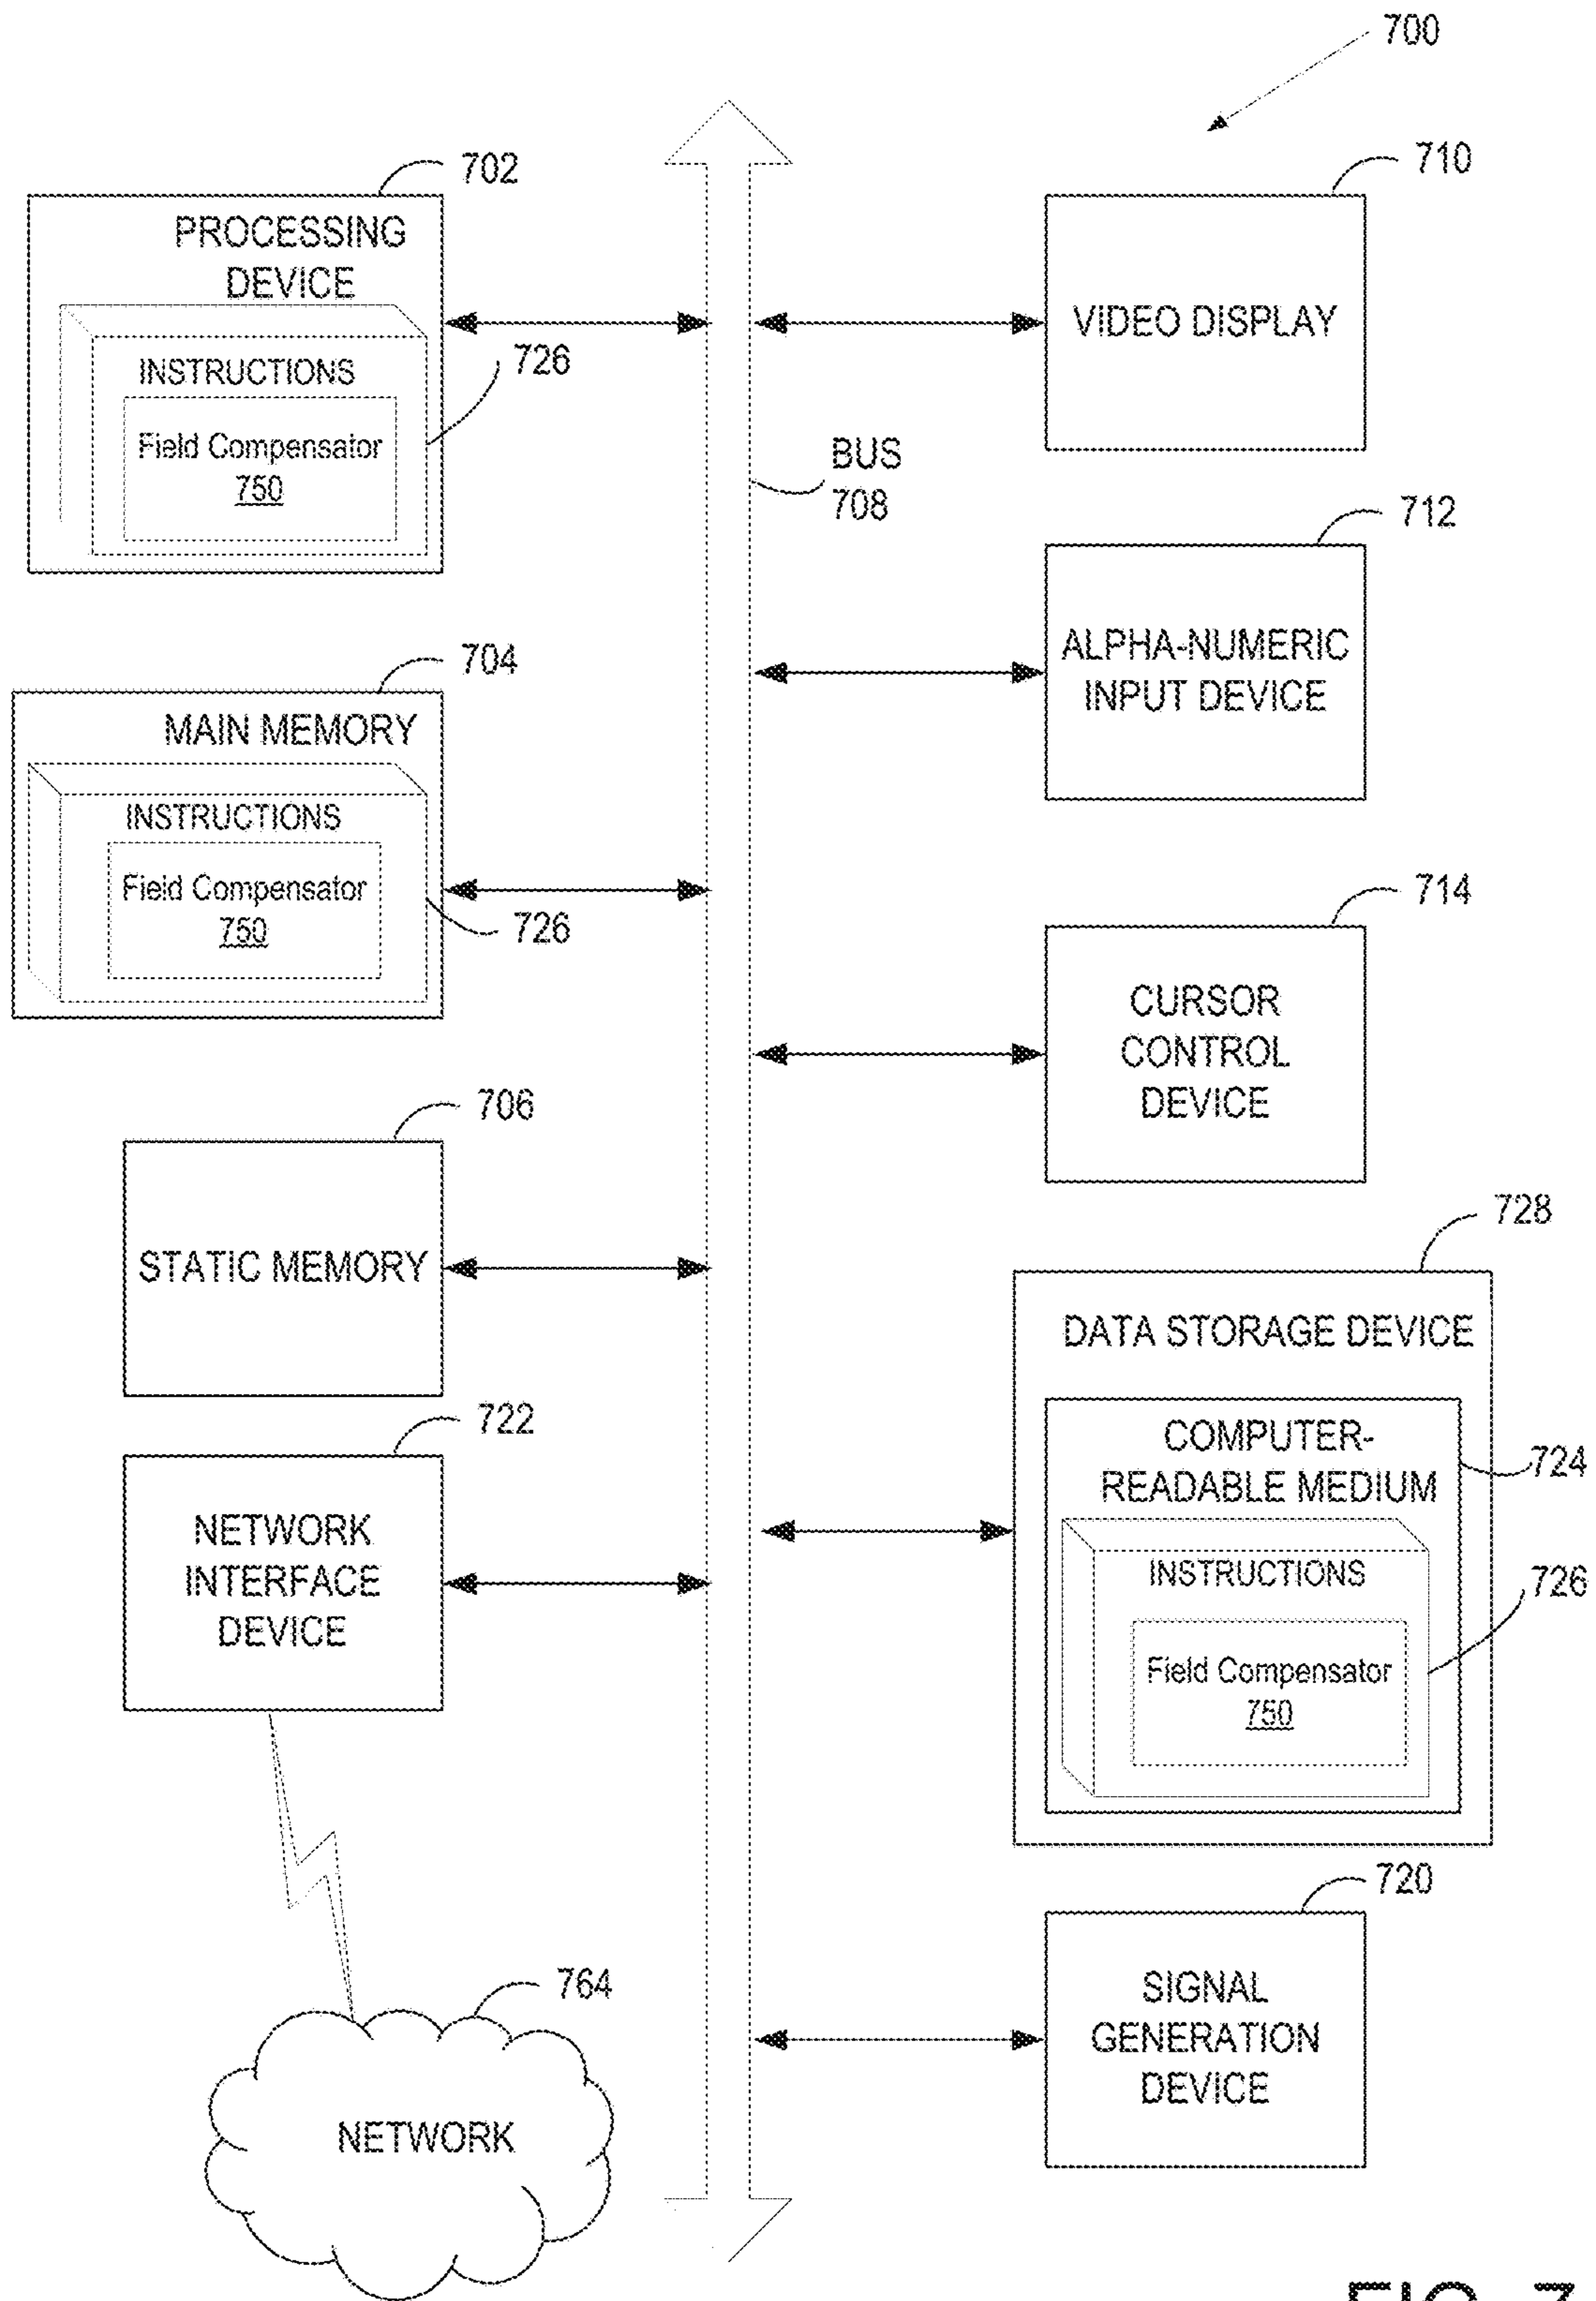 700
702
PROCESSING
DEVICE
INSTRUCTIONS
Field Compensator
750
726
710
VIDEO DISPLAY
BUS
708
712
ALPHA-NUMERIC
INPUT DEVICE
704
MAIN MEMORY
INSTRUCTIONS
Field Compensator
750
726
714
CURSOR
CONTROL
DEVICE
706
STATIC MEMORY
728
DATA STORAGE DEVICE
COMPUTER-
READABLE MEDIUM
724
INSTRUCTIONS
726
Field Compensator
750
722
NETWORK
INTERFACE
DEVICE
720
SIGNAL
GENERATION
DEVICE
764
NETWORK